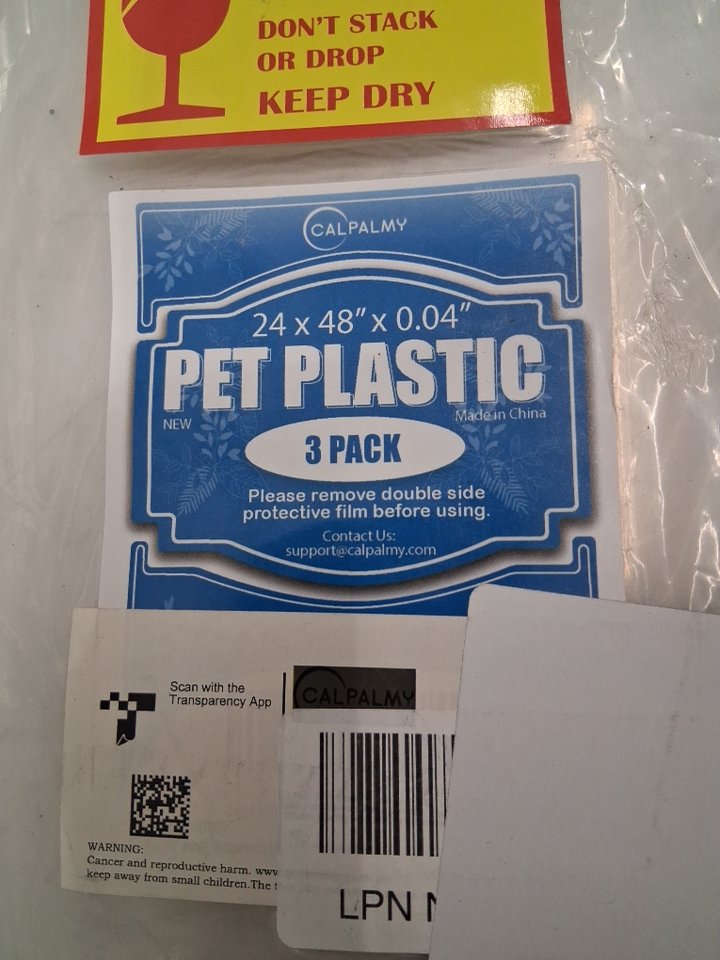 DON'T STACK
OR DROP
KEEP DRY
CALPALMY
24 x 48" x 0.04"
PET PLASTIC
NEW
Made in China
3 PACK
Please remove double side
protective film before using.
Contact Us:
support@calpalmy.com
Scan with the
Transparency App
CALPALMY
WARNING:
Cancer and reproductive harm. www
keep away from small children.The
LPN